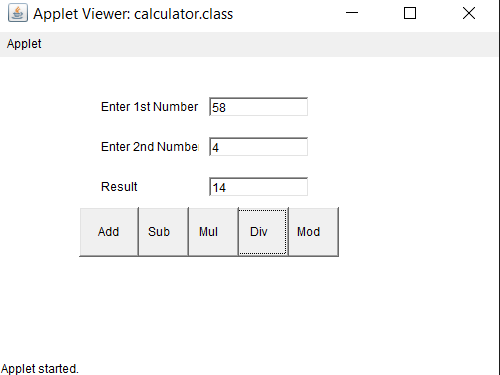 Applet Viewer: calculator.class
Applet
Enter 1st Number 58
Enter 2nd Numbe 4
Result 14
Add Sub Mul Div Mod
Applet started.